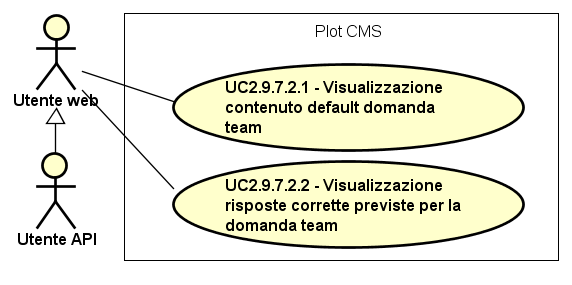 Plot CMS
Utente web
UC2.9.7.2.1 - Visualizzazione
contenuto default domanda
team
UC2.9.7.2.2 - Visualizzazione
risposte corrette previste per la
domanda team
Utente API